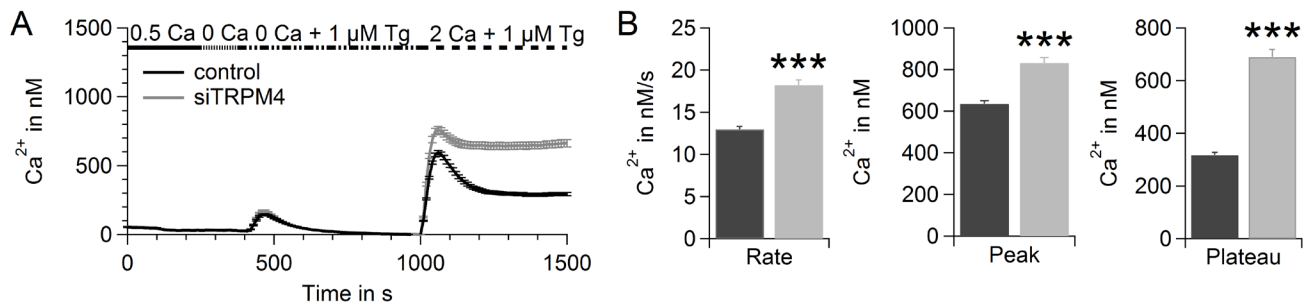 A
0.5 Ca 0 Ca 0 Ca + 1 µM Tg 2 Ca + 1 µM Tg
control
siTRPM4
Ca2+ in nM
1500
1000
500
0
0
500
1000
1500
Time in s
B
***
Ca2+ in nM/s
25
20
15
10
5
0
Rate
***
Ca2+ in nM
1000
800
600
400
200
0
Peak
***
Ca2+ in nM
800
600
400
200
0
Plateau